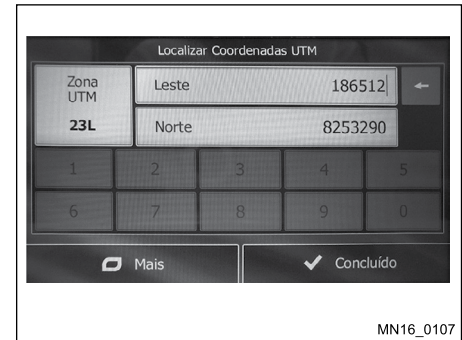 Localizar Coordenadas UTM
Zona
UTM
23L
Leste 186512
Norte 8253290
1 2 3 4 5
6 7 8 9 0
Mais Concluído
MN16_0107